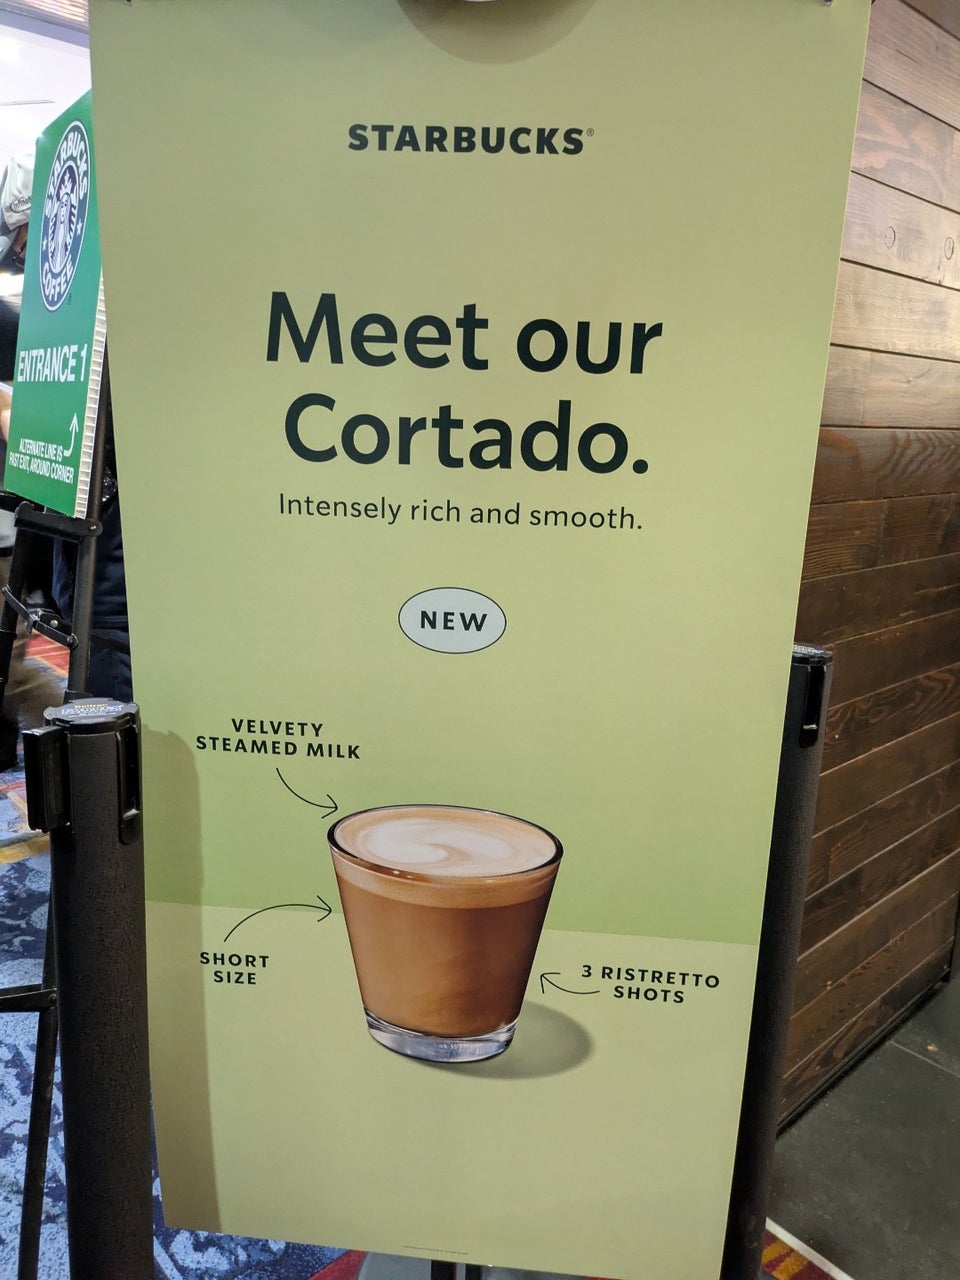 STARBUCKS®
Meet our
Cortado.
Intensely rich and smooth.
NEW
VELVETY
STEAMED MILK
SHORT
SIZE
3 RISTRETTO
SHOTS
STARBUCKS
COFFEE
ENTRANCE 1
ALTERNATE LINE IS
PAST EXIT, AROUND CORNER